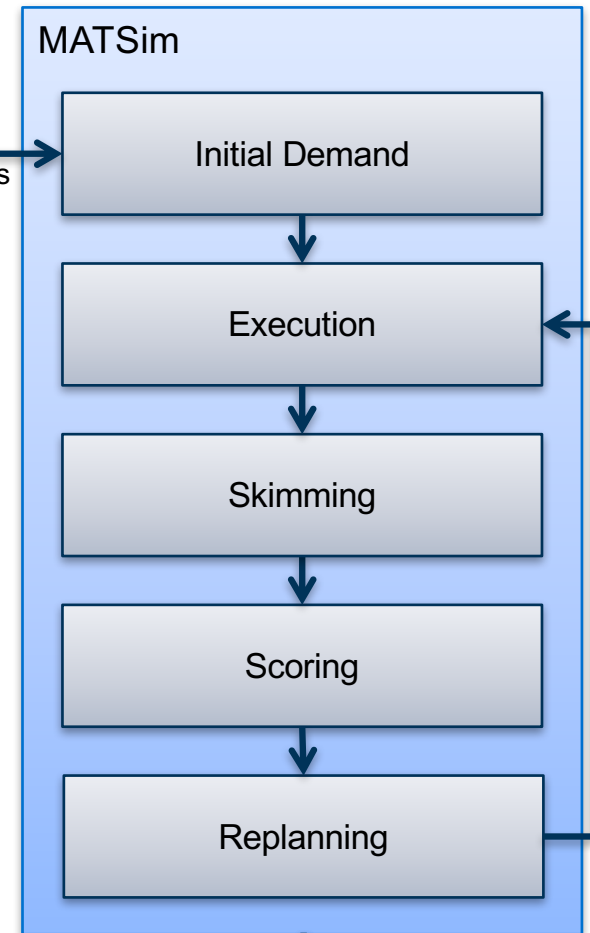 MATSim
Initial Demand
s
Execution
Skimming
Scoring
Replanning